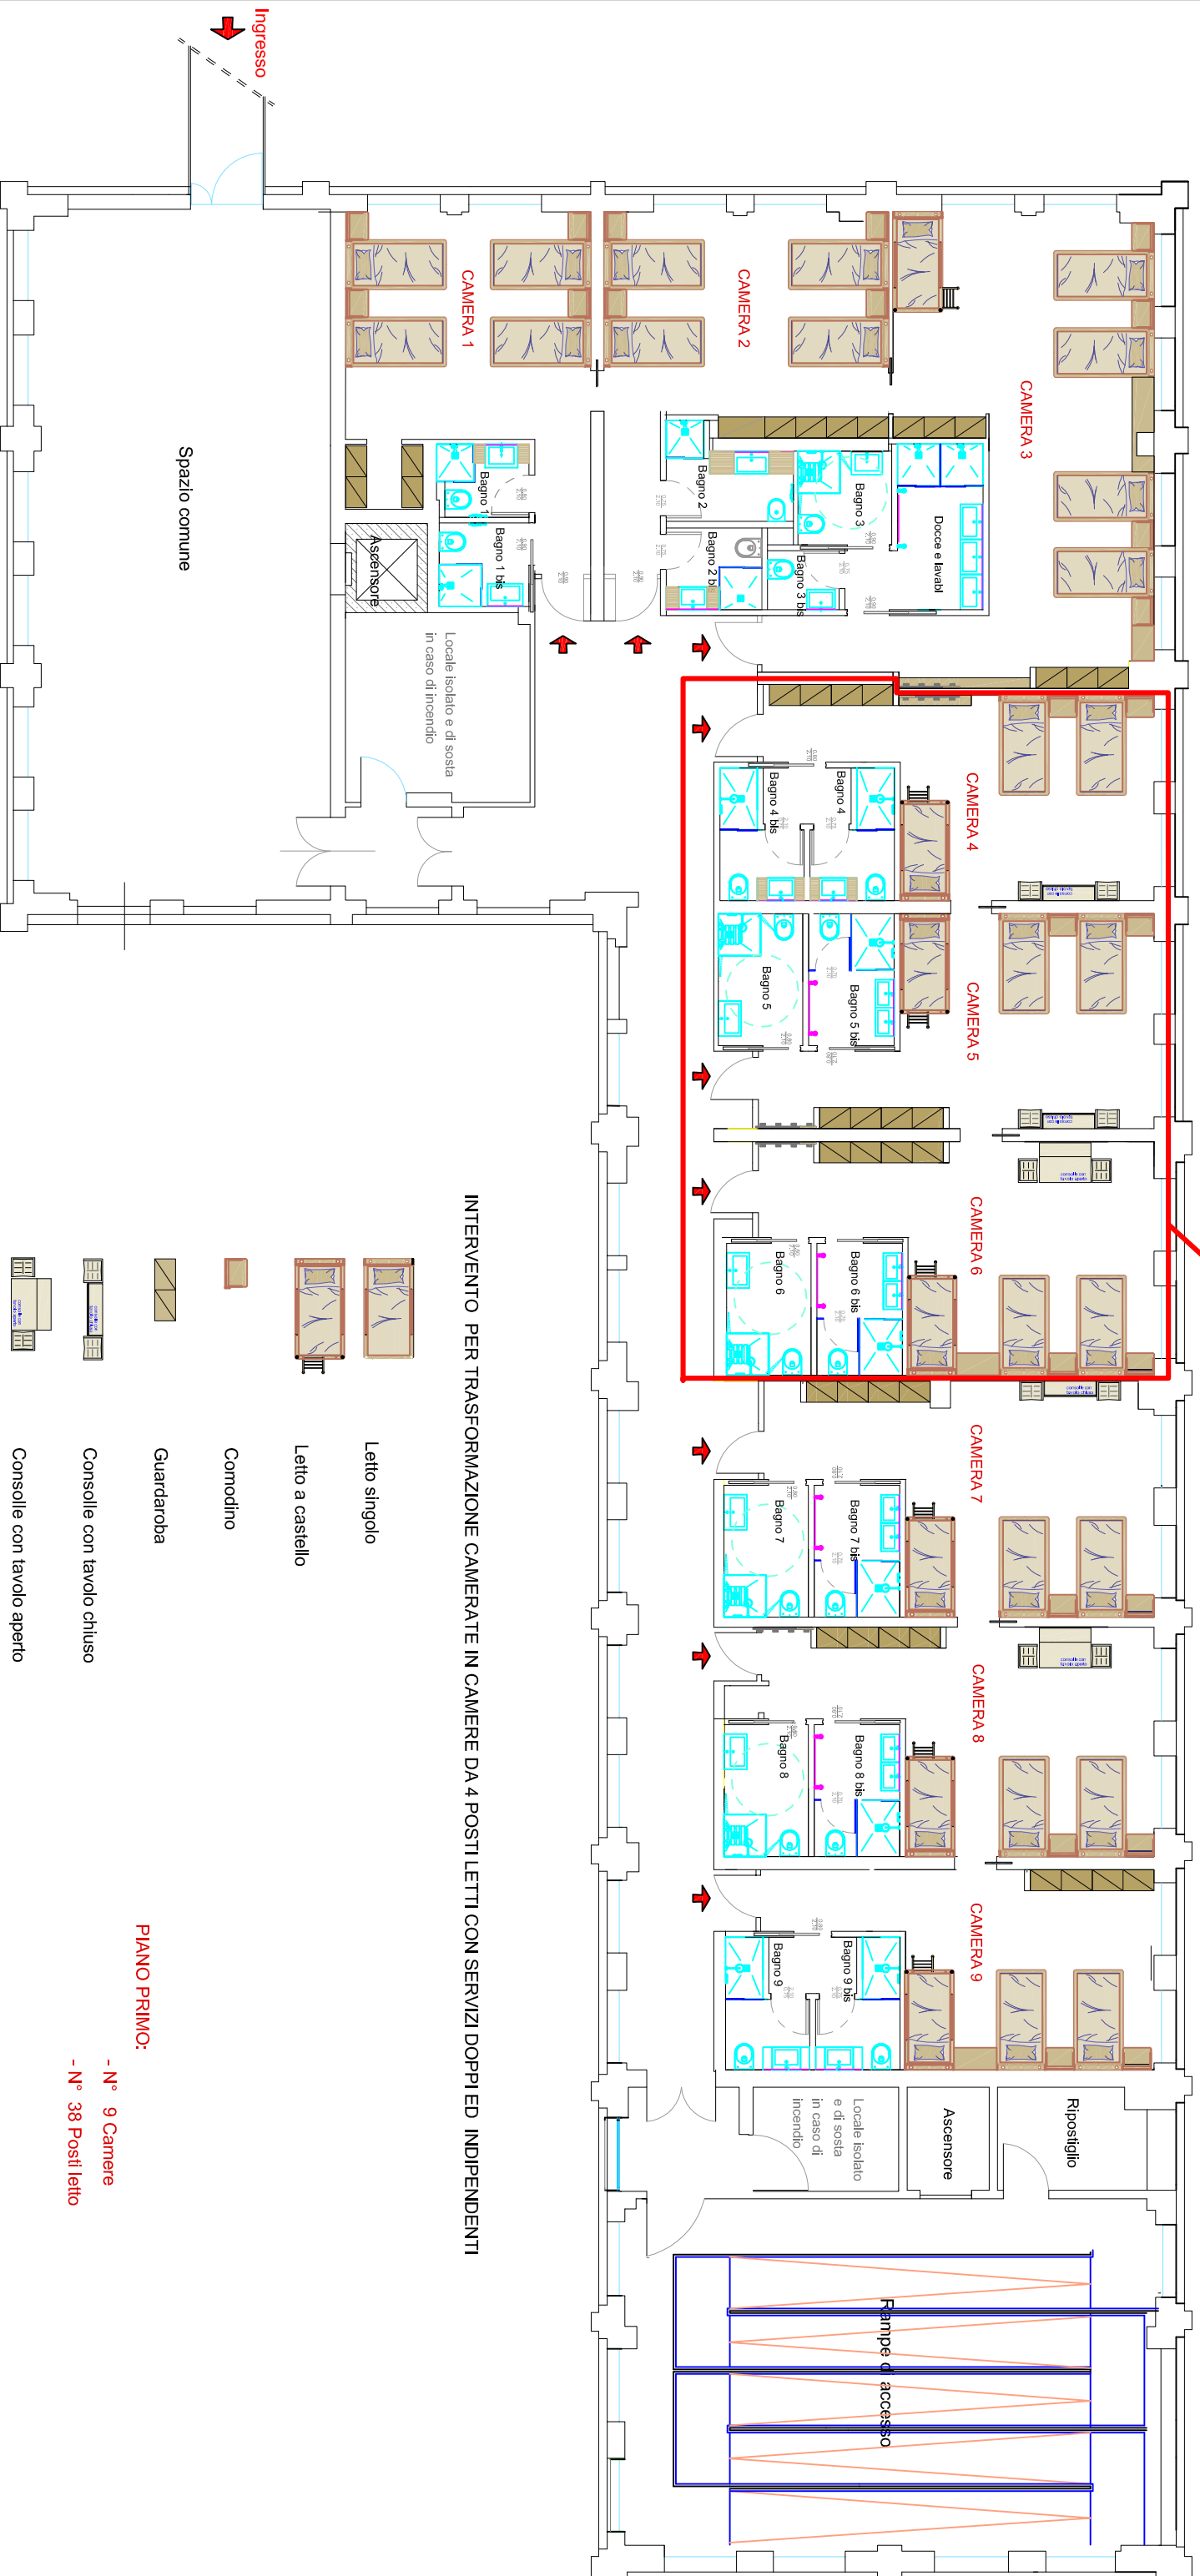 Ingresso
CAMERA 1
CAMERA 2
CAMERA 3
Spazio comune
Bagno 1
Bagno 1 bis
Ascensore
Bagno 2
Bagno 2 bi
Bagno 3
Bagno 3 bis
Docce e lavabI
Locale isolato e di sosta
in caso di incendio
CAMERA 4
Bagno 4
Bagno 4 bis
CAMERA 5
Bagno 5
Bagno 5 bis
CAMERA 6
Bagno 6
Bagno 6 bis
CAMERA 7
Bagno 7
Bagno 7 bis
CAMERA 8
Bagno 8
Bagno 8 bis
CAMERA 9
Bagno 9
Bagno 9 bis
Locale isolato
e di sosta
in caso di
incendio
Ascensore
Ripostiglio
Rampe di accesso
INTERVENTO PER TRASFORMAZIONE CAMERATE IN CAMERE DA 4 POSTI LETTI CON SERVIZI DOPPI ED INDIPENDENTI
Letto singolo
Letto a castello
Comodino
Guardaroba
Consolle con tavolo chiuso
Consolle con tavolo aperto
PIANO PRIMO:
- N° 9 Camere
- N° 38 Posti letto